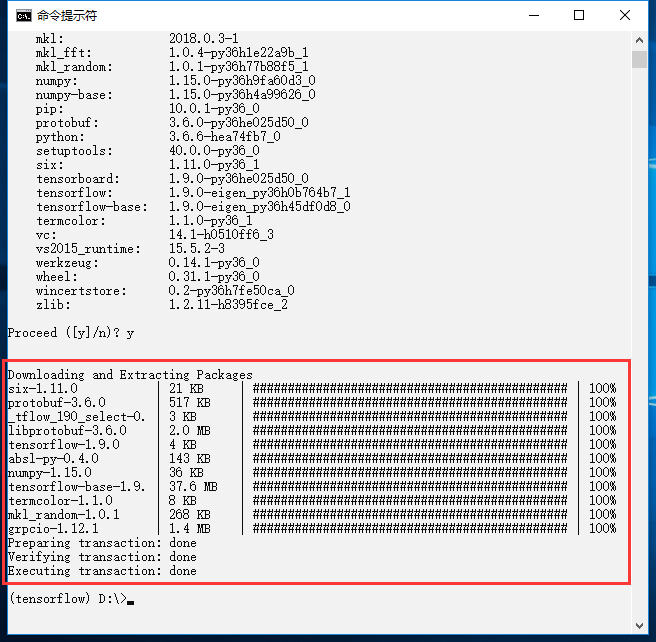 命令提示符
mkl: 2018.0.3-1
mkl_fft: 1.0.4-py36h1e22a9b_1
mkl_random: 1.0.1-py36h77b88f5_1
numpy: 1.15.0-py36h9fa60d3_0
numpy-base: 1.15.0-py36h4a99626_0
pip: 10.0.1-py36_0
protobuf: 3.6.0-py36he025d50_0
python: 3.6.6-hea74fb7_0
setuptools: 40.0.0-py36_0
six: 1.11.0-py36_1
tensorboard: 1.9.0-py36he025d50_0
tensorflow: 1.9.0-eigen_py36h0b764b7_1
tensorflow-base: 1.9.0-eigen_py36h45df0d8_0
termcolor: 1.1.0-py36_1
vc: 14.1-h0510ff6_3
vs2015_runtime: 15.5.2-3
werkzeug: 0.14.1-py36_0
wheel: 0.31.1-py36_0
wincertstore: 0.2-py36h7fe50ca_0
zlib: 1.2.11-h8395fce_2
Proceed ([y]/n)? y
Downloading and Extracting Packages
six-1.11.0 | 21 KB | ############################################# | 100%
protobuf-3.6.0 | 517 KB | ############################################# | 100%
_tflow_190_select-0. | 3 KB | ############################################# | 100%
libprotobuf-3.6.0 | 2.0 MB | ############################################# | 100%
tensorflow-1.9.0 | 4 KB | ############################################# | 100%
absl-py-0.4.0 | 143 KB | ############################################# | 100%
numpy-1.15.0 | 36 KB | ############################################# | 100%
tensorflow-base-1.9. | 37.6 MB | ############################################# | 100%
termcolor-1.1.0 | 8 KB | ############################################# | 100%
mkl_random-1.0.1 | 268 KB | ############################################# | 100%
grpcio-1.12.1 | 1.4 MB | ############################################# | 100%
Preparing transaction: done
Verifying transaction: done
Executing transaction: done
(tensorflow) D:\>